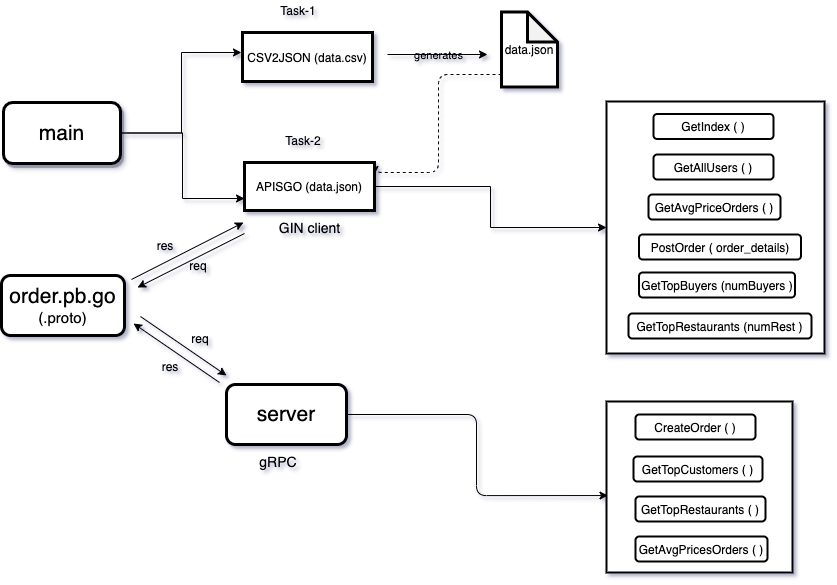 Task-1
CSV2JSON (data.csv)
generates
data.json
main
Task-2
APISGO (data.json)
GIN client
res
req
order.pb.go
(.proto)
req
res
server
gRPC
GetIndex ( )
GetAllUsers ( )
GetAvgPriceOrders ( )
PostOrder ( order_details)
GetTopBuyers (numBuyers )
GetTopRestaurants (numRest )
CreateOrder ( )
GetTopCustomers ( )
GetTopRestaurants ( )
GetAvgPricesOrders ( )